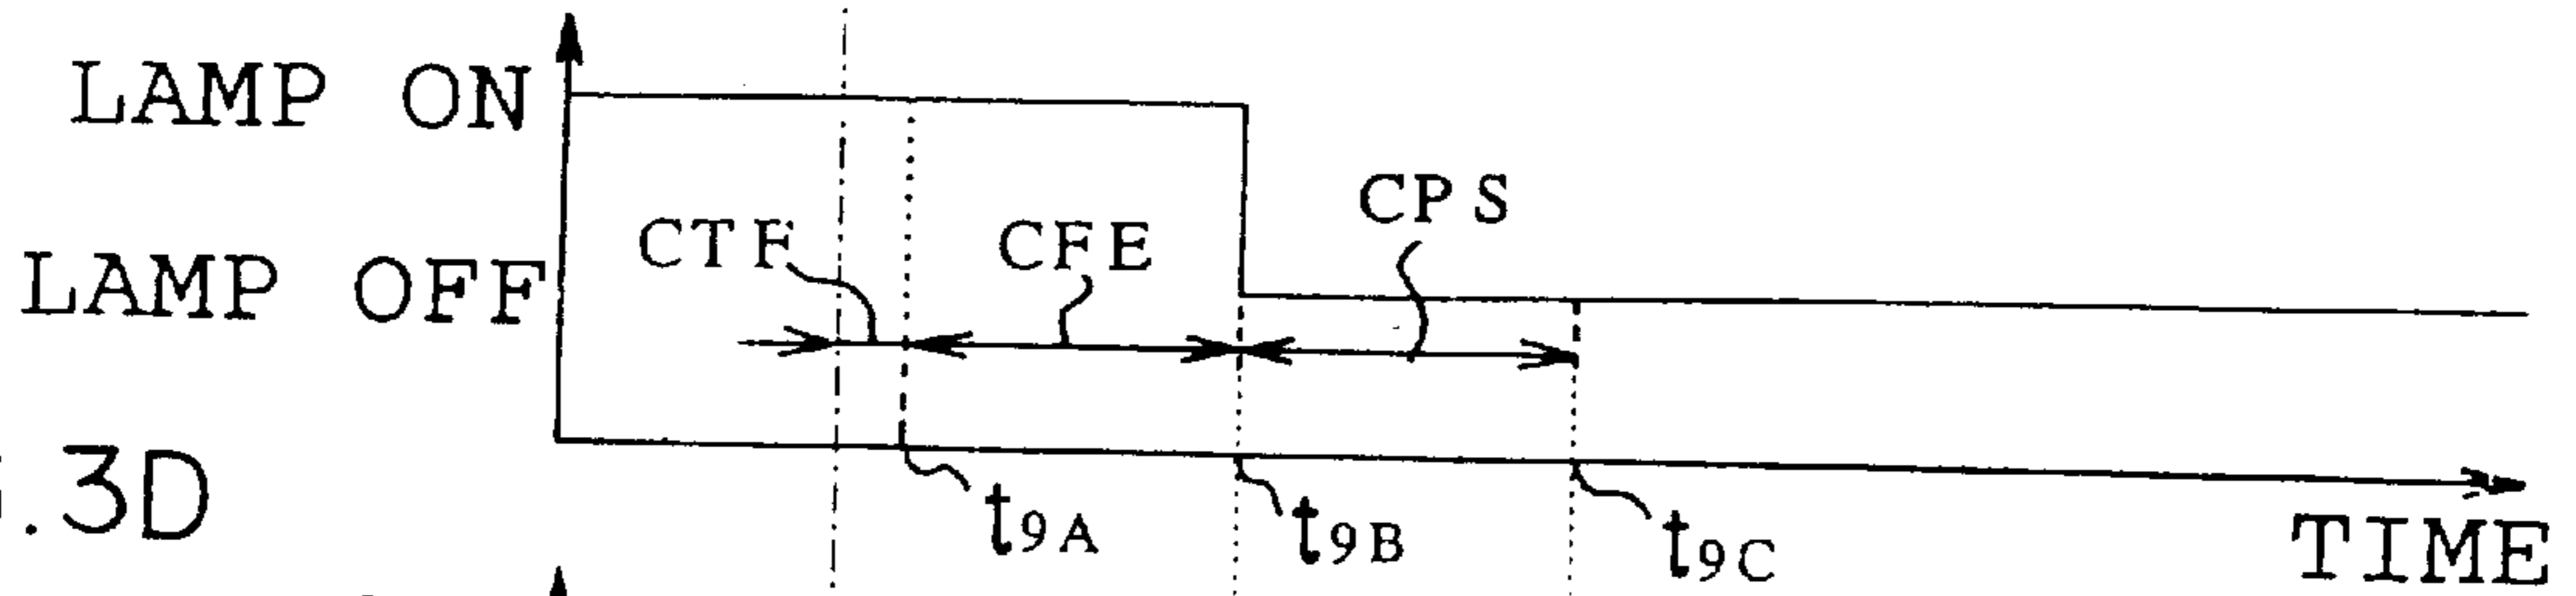 LAMP ON
CPS
CTF
CFE
LAMP OFF
.3D
t9A
t9B
t9C
TIME